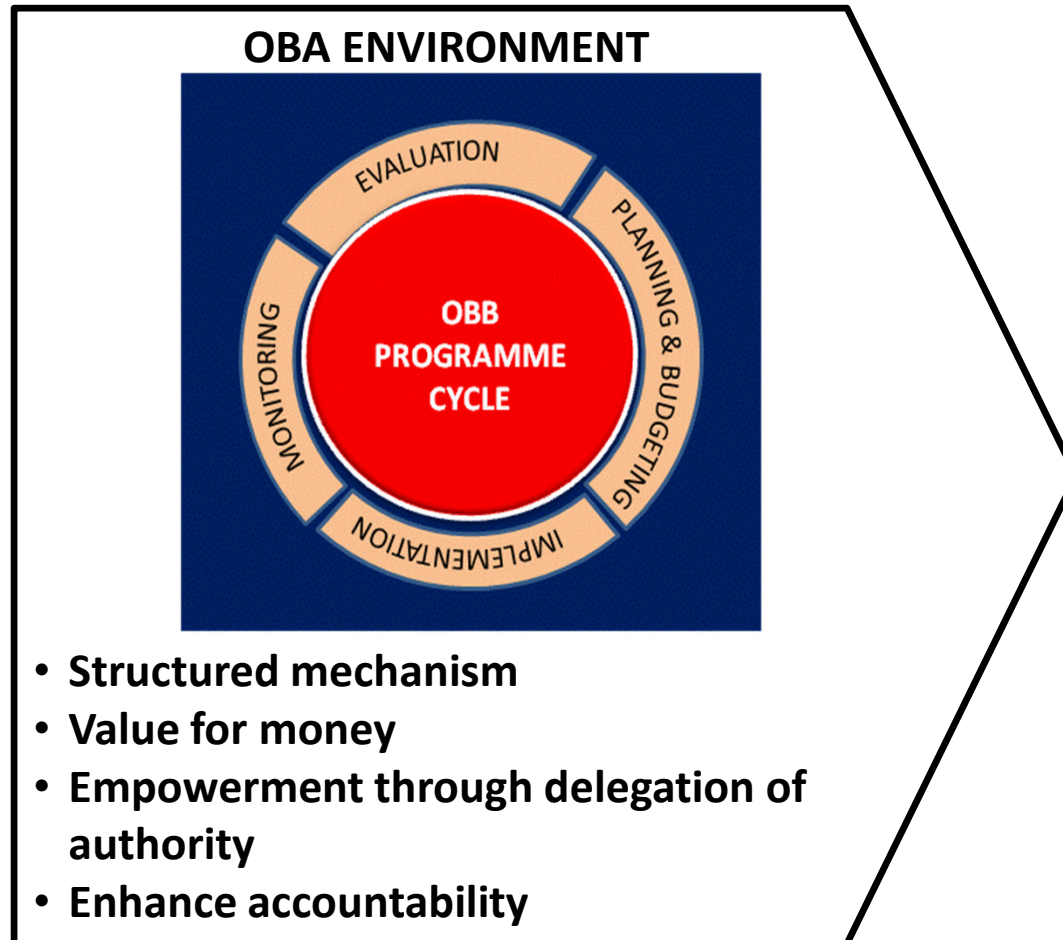 OBA ENVIRONMENT
EVALUATION
PLANNING & BUDGETING
IMPLEMENTATION
MONITORING
OBB
PROGRAMME
CYCLE
• Structured mechanism
• Value for money
• Empowerment through delegation of
authority
• Enhance accountability